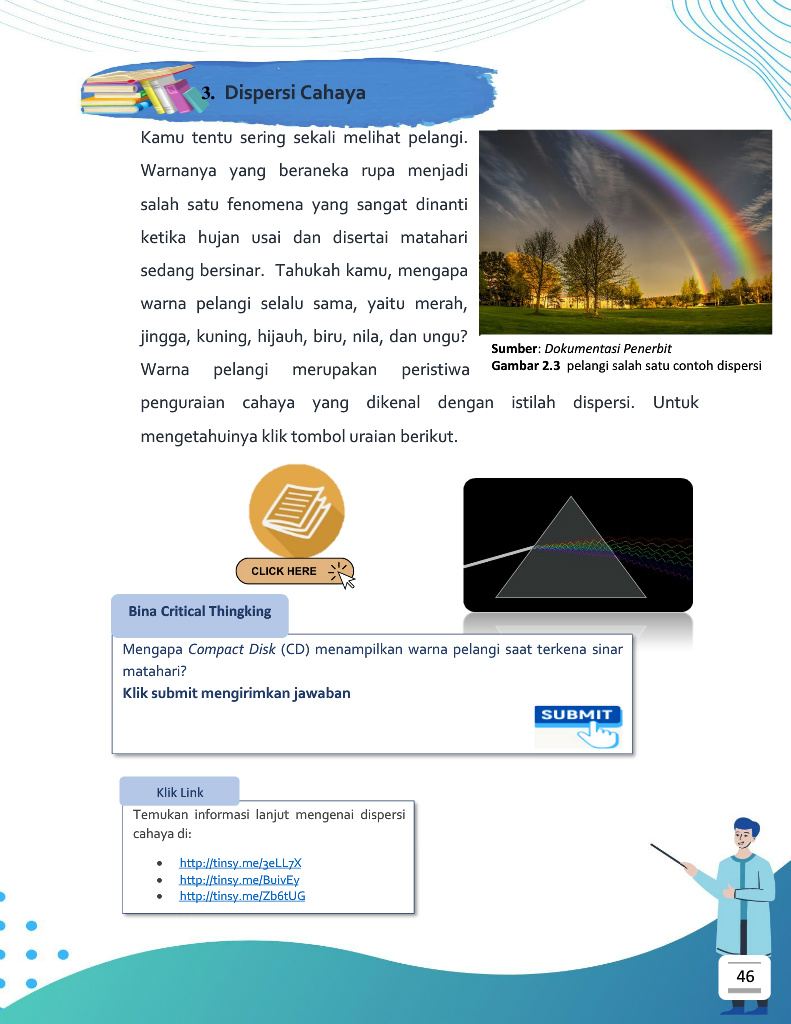 3. Dispersi Cahaya
Kamu tentu sering sekali melihat pelangi.
Warnanya yang beraneka rupa menjadi
salah satu fenomena yang sangat dinanti
ketika hujan usai dan disertai matahari
sedang bersinar. Tahukah kamu, mengapa
warna pelangi selalu sama, yaitu merah,
jingga, kuning, hijauh, biru, nila, dan ungu?
Warna pelangi merupakan peristiwa
penguraian cahaya yang dikenal dengan istilah dispersi. Untuk
mengetahuinya klik tombol uraian berikut.
Sumber: Dokumentasi Penerbit
Gambar 2.3 pelangi salah satu contoh dispersi
CLICK HERE
Bina Critical Thingking
Mengapa Compact Disk (CD) menampilkan warna pelangi saat terkena sinar
matahari?
Klik submit mengirimkan jawaban
SUBMIT
Klik Link
Temukan informasi lanjut mengenai dispersi
cahaya di:
• http://tinsy.me/3eLL7X
• http://tinsy.me/BuivEy
• http://tinsy.me/Zb6tUG
46